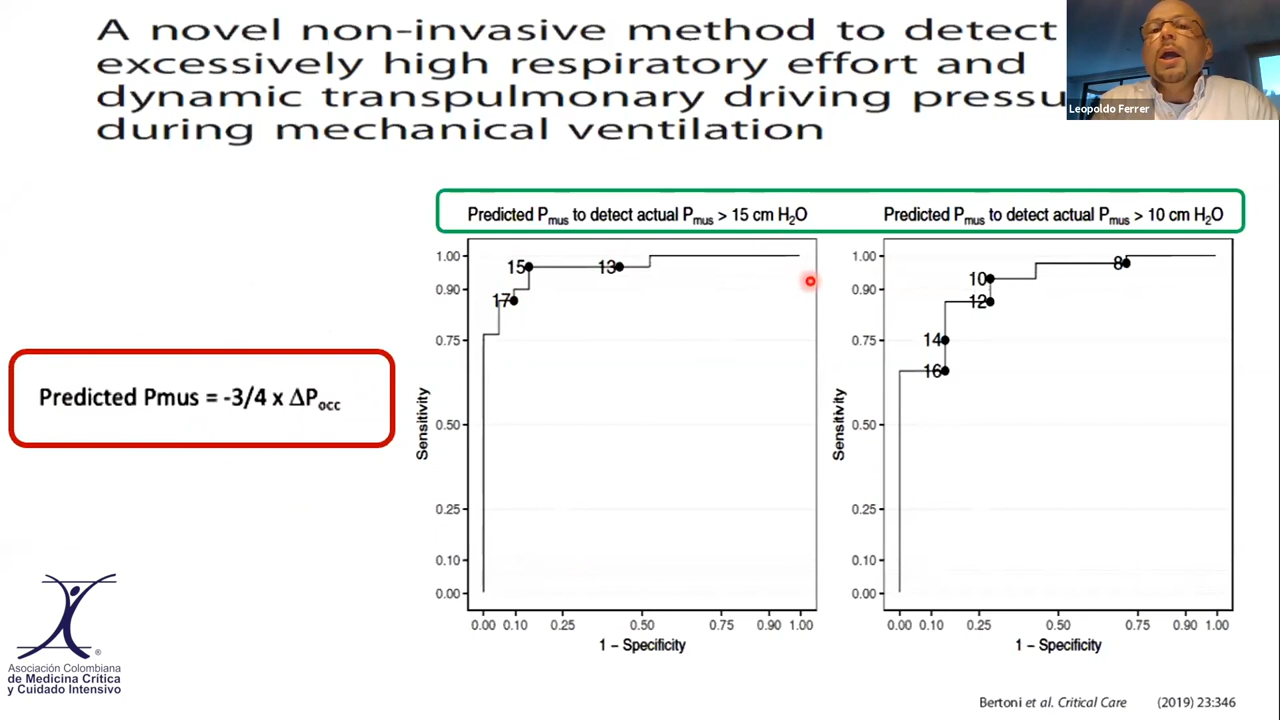 A novel non-invasive method to detect
excessively high respiratory effort and
dynamic transpulmonary driving pressu
during mechanical ventilation
Leopoldo Ferrer
Predicted Pmus to detect actual Pmus > 15 cm H2O
Predicted Pmus to detect actual Pmus > 10 cm H2O
Predicted Pmus = -3/4 x ΔPocc
Sensitivity
1.00
0.90
0.75
0.50
0.25
0.10
0.00
15
13
17
0.00 0.10 0.25 0.50 0.75 0.90 1.00
1 – Specificity
Sensitivity
1.00
0.90
0.75
0.50
0.25
0.10
0.00
8
10
12
14
16
0.00 0.10 0.25 0.50 0.75 0.90 1.00
1 – Specificity
®
Asociación Colombiana
de Medicina Crítica
y Cuidado Intensivo
Bertoni et al. Critical Care (2019) 23:346